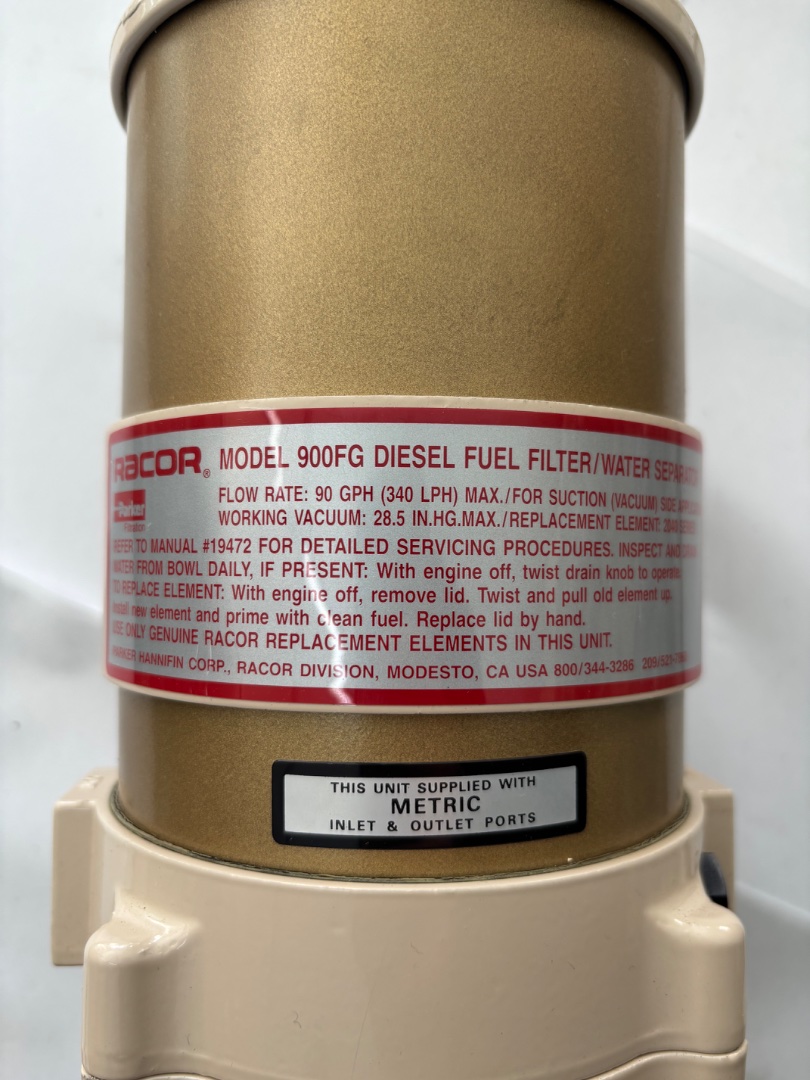 RACOR® MODEL 900FG DIESEL FUEL FILTER/WATER SEPARATOR
Parker
Filtration
FLOW RATE: 90 GPH (340 LPH) MAX./FOR SUCTION (VACUUM) SIDE
WORKING VACUUM: 28.5 IN.HG.MAX./REPLACEMENT ELEMENT: 2040
REFER TO MANUAL #19472 FOR DETAILED SERVICING PROCEDURES. INSPECT AND
WATER FROM BOWL DAILY, IF PRESENT: With engine off, twist drain knob to operate.
TO REPLACE ELEMENT: With engine off, remove lid. Twist and pull old element up.
Install new element and prime with clean fuel. Replace lid by hand.
USE ONLY GENUINE RACOR REPLACEMENT ELEMENTS IN THIS UNIT.
PARKER HANNIFIN CORP., RACOR DIVISION, MODESTO, CA USA 800/344-3286
THIS UNIT SUPPLIED WITH
METRIC
INLET & OUTLET PORTS